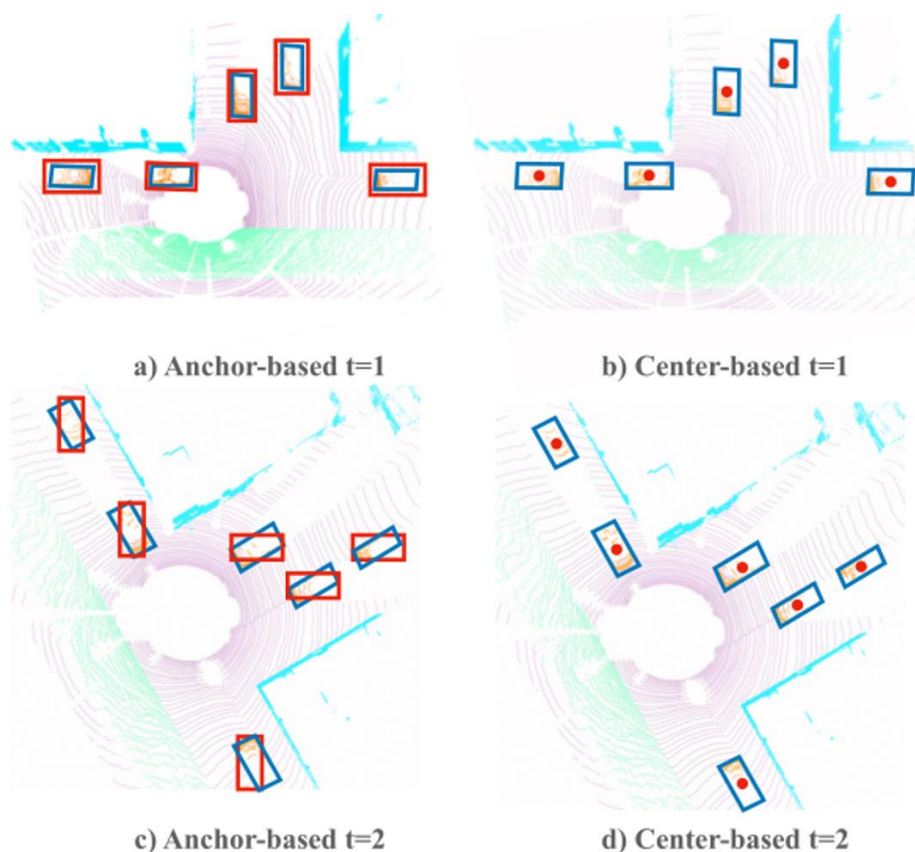 a) Anchor-based t=1
b) Center-based t=1
c) Anchor-based t=2
d) Center-based t=2